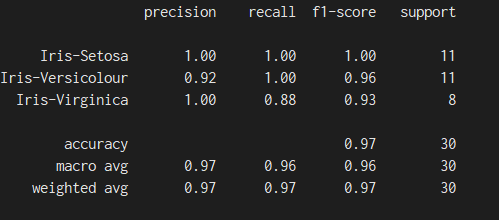 precision recall f1-score support
Iris-Setosa 1.00 1.00 1.00 11
Iris-Versicolour 0.92 1.00 0.96 11
Iris-Virginica 1.00 0.88 0.93 8
accuracy 0.97 30
macro avg 0.97 0.96 0.96 30
weighted avg 0.97 0.97 0.97 30